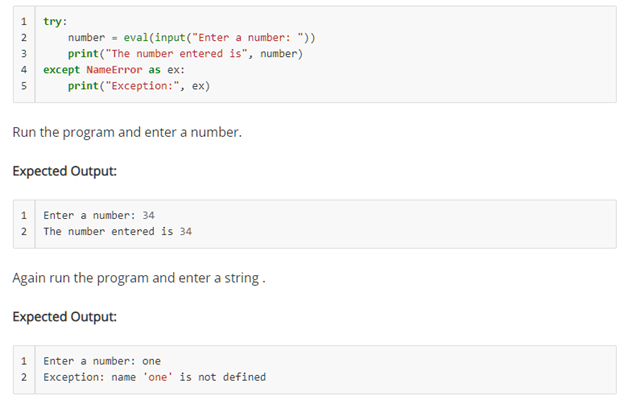 1 try:
2     number = eval(input("Enter a number: "))
3     print("The number entered is", number)
4 except NameError as ex:
5     print("Exception:", ex)
Run the program and enter a number.
Expected Output:
1 Enter a number: 34
2 The number entered is 34
Again run the program and enter a string .
Expected Output:
1 Enter a number: one
2 Exception: name 'one' is not defined